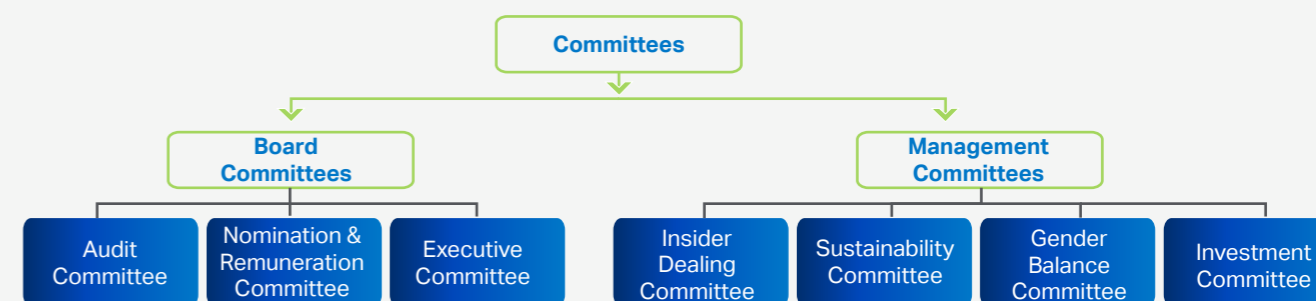 Committees
Board
Committees
Management
Committees
Audit
Committee
Nomination &
Remuneration
Committee
Executive
Committee
Insider
Dealing
Committee
Sustainability
Committee
Gender
Balance
Committee
Investment
Committee